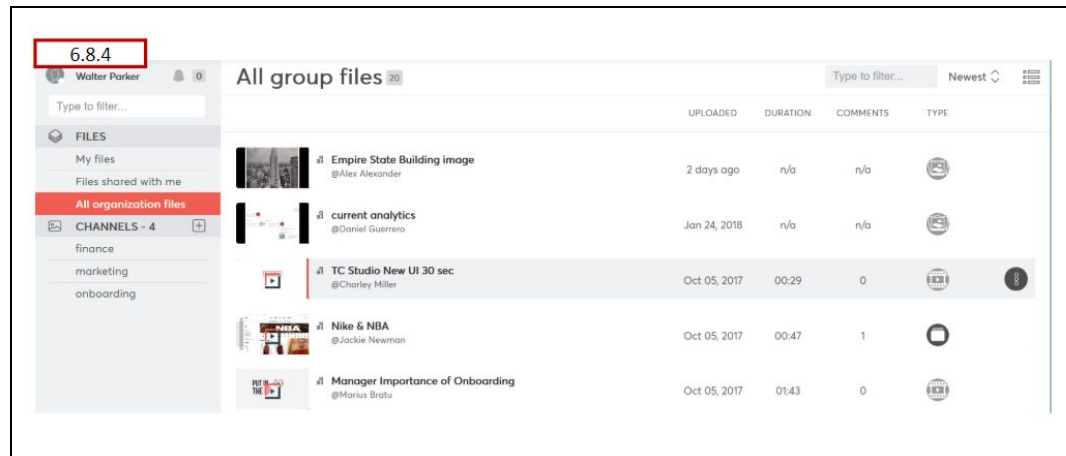 6.8.4
Walter Parker 0
Type to filter...
FILES
My files
Files shared with me
All organization files
CHANNELS - 4
finance
marketing
onboarding
All group files 20
Type to filter... Newest
UPLOADED DURATION COMMENTS TYPE
Empire State Building image
@Alex Alexander
2 days ago n/a n/a
current analytics
@Daniel Guerrero
Jan 24, 2018 n/a n/a
TC Studio New UI 30 sec
@Charley Miller
Oct 05, 2017 00:29 0
NBA
Nike & NBA
@Jackie Newman
Oct 05, 2017 00:47 1
PUT IN
THE
Manager Importance of Onboarding
@Marius Bratu
Oct 05, 2017 01:43 0